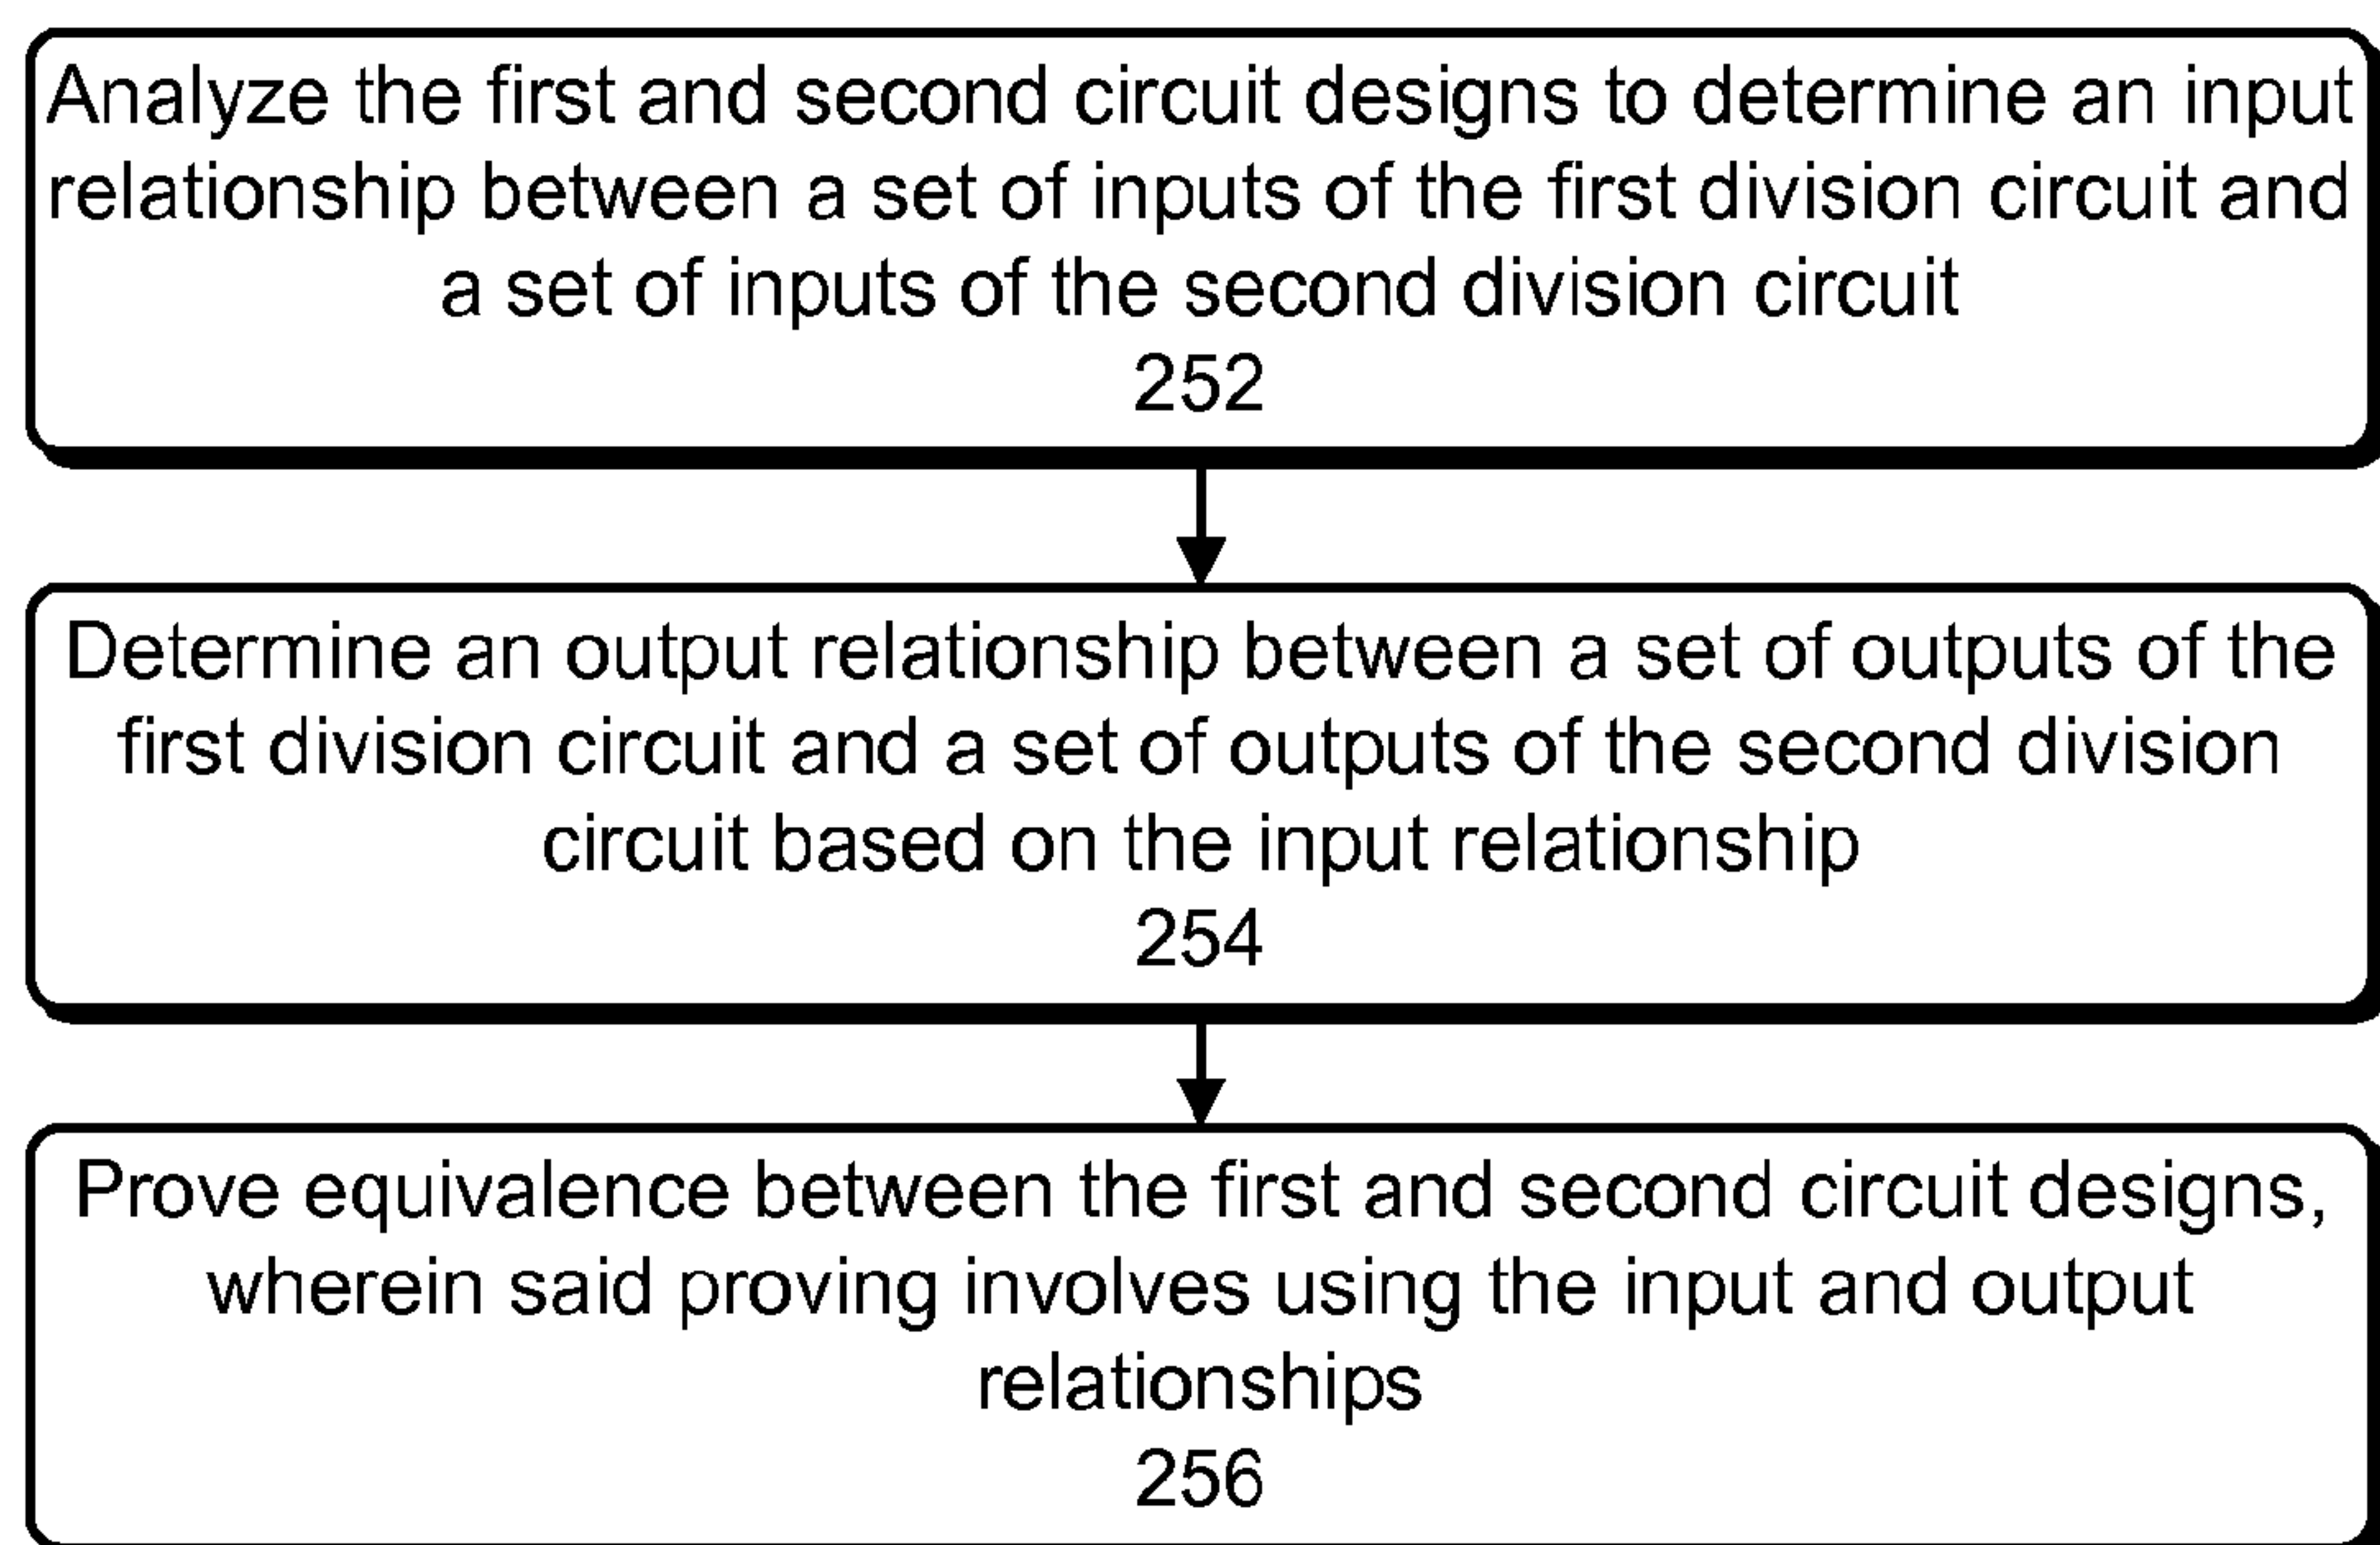 Analyze the first and second circuit designs to determine an input
relationship between a set of inputs of the first division circuit and
a set of inputs of the second division circuit
252
Determine an output relationship between a set of outputs of the
first division circuit and a set of outputs of the second division
circuit based on the input relationship
254
Prove equivalence between the first and second circuit designs,
wherein said proving involves using the input and output
relationships
256